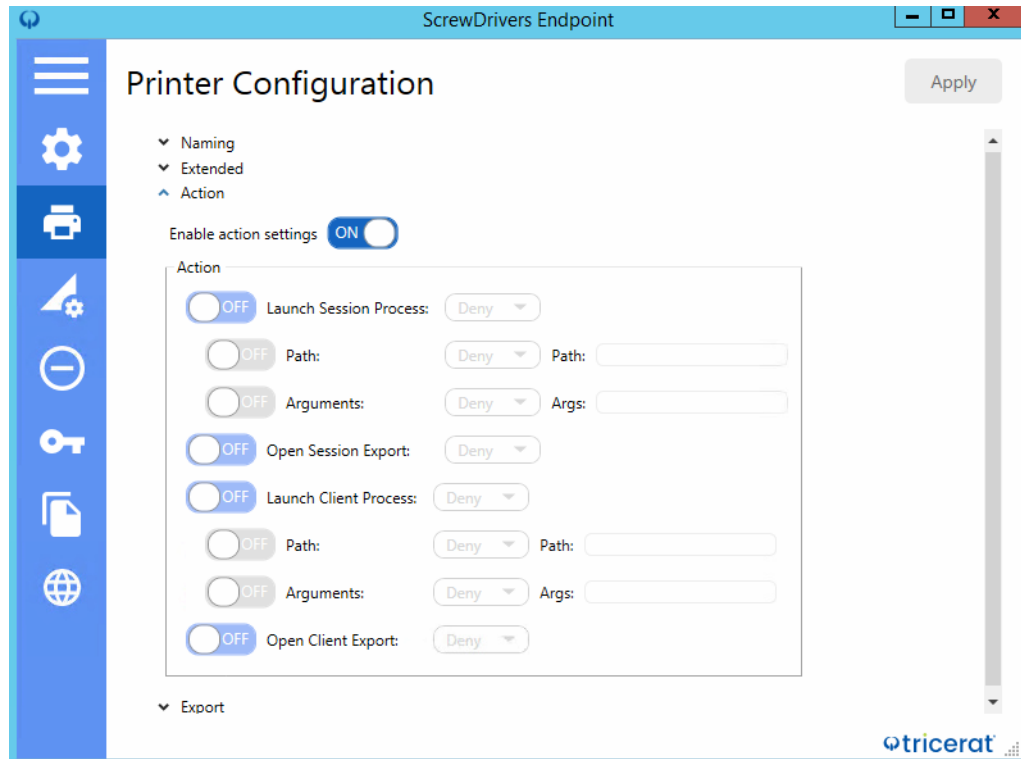 ScrewDrivers Endpoint
Printer Configuration
Apply
Naming
Extended
Action
Enable action settings ON
Action
OFF Launch Session Process: Deny
OFF Path: Deny Path:
OFF Arguments: Deny Args:
OFF Open Session Export: Deny
OFF Launch Client Process: Deny
OFF Path: Deny Path:
OFF Arguments: Deny Args:
OFF Open Client Export: Deny
Export
tricerat